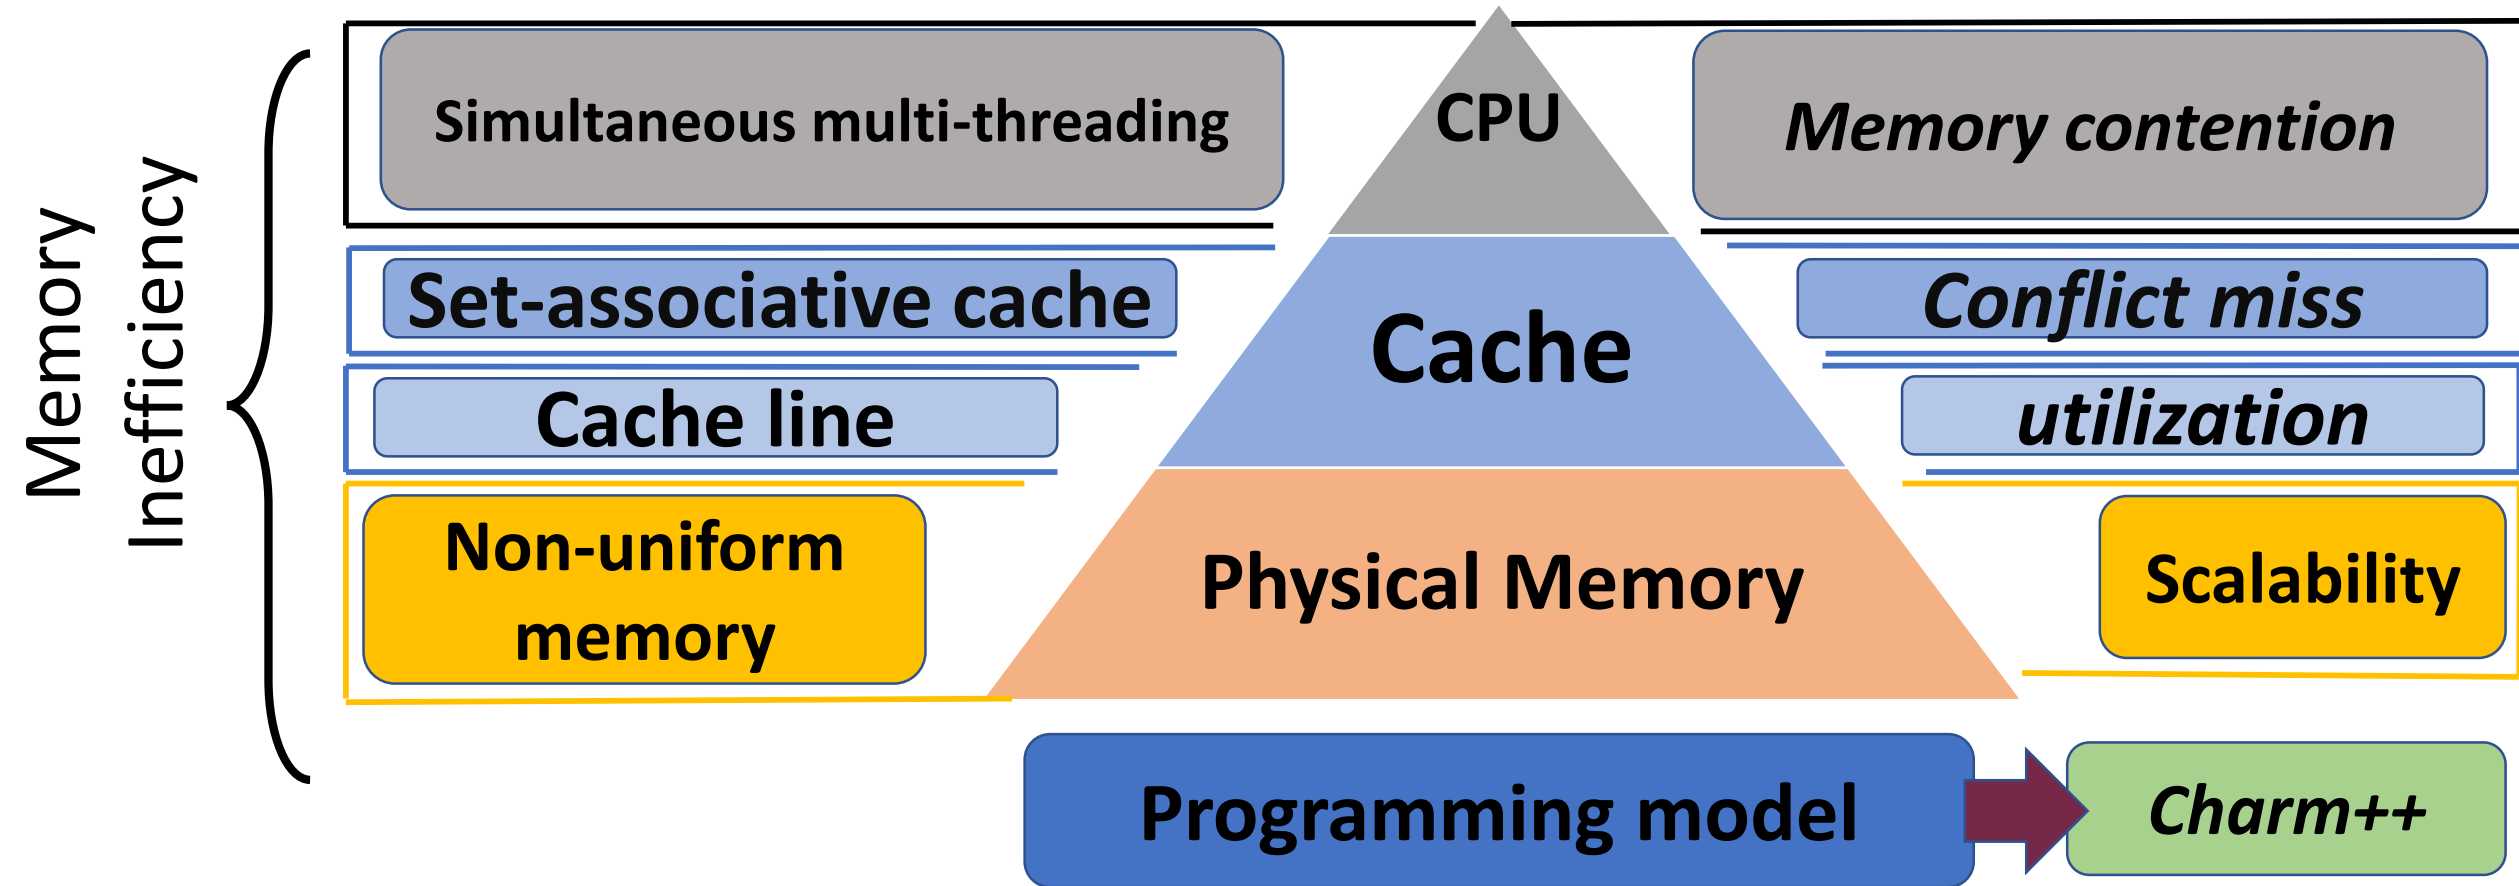 Memory
Inefficiency
Simultaneous multi-threading
CPU
Memory contention
Set-associative cache
Cache
Conflict miss
Cache line
utilization
Non-uniform
memory
Physical Memory
Scalability
Programming model
Charm++